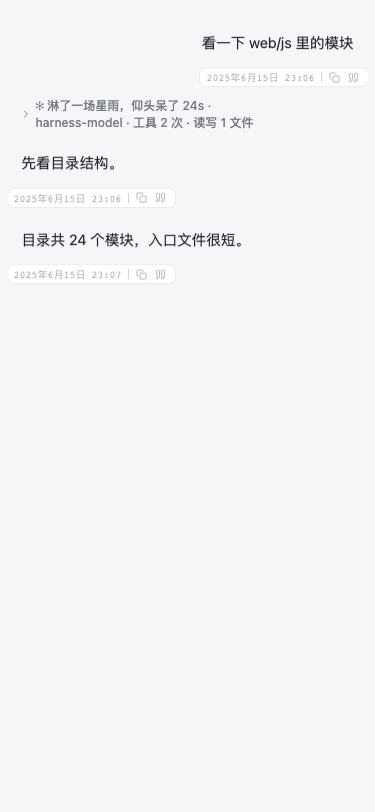 看一下 web/js 里的模块
2025年6月15日 23:06
✻ 淋了一场星雨，仰头呆了 24s ·
harness-model · 工具 2 次 · 读写 1 文件
先看目录结构。
2025年6月15日 23:06
目录共 24 个模块，入口文件很短。
2025年6月15日 23:07